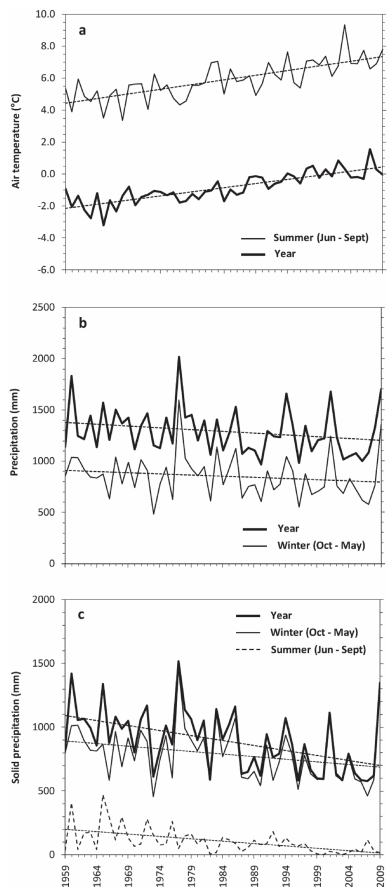 a
8.0
6.0
4.0
2.0
0.0
-2.0
-4.0
-6.0
Air temperature (°C)
Summer (Jun - Sept)
Year
b
2500
2000
1500
1000
500
0
Precipitation (mm)
Year
Winter (Oct - May)
c
2000
1500
1000
500
0
Solid precipitation (mm)
Year
Winter (Oct - May)
Summer (Jun - Sept)
1959
1964
1969
1974
1979
1984
1989
1994
1999
2004
2009